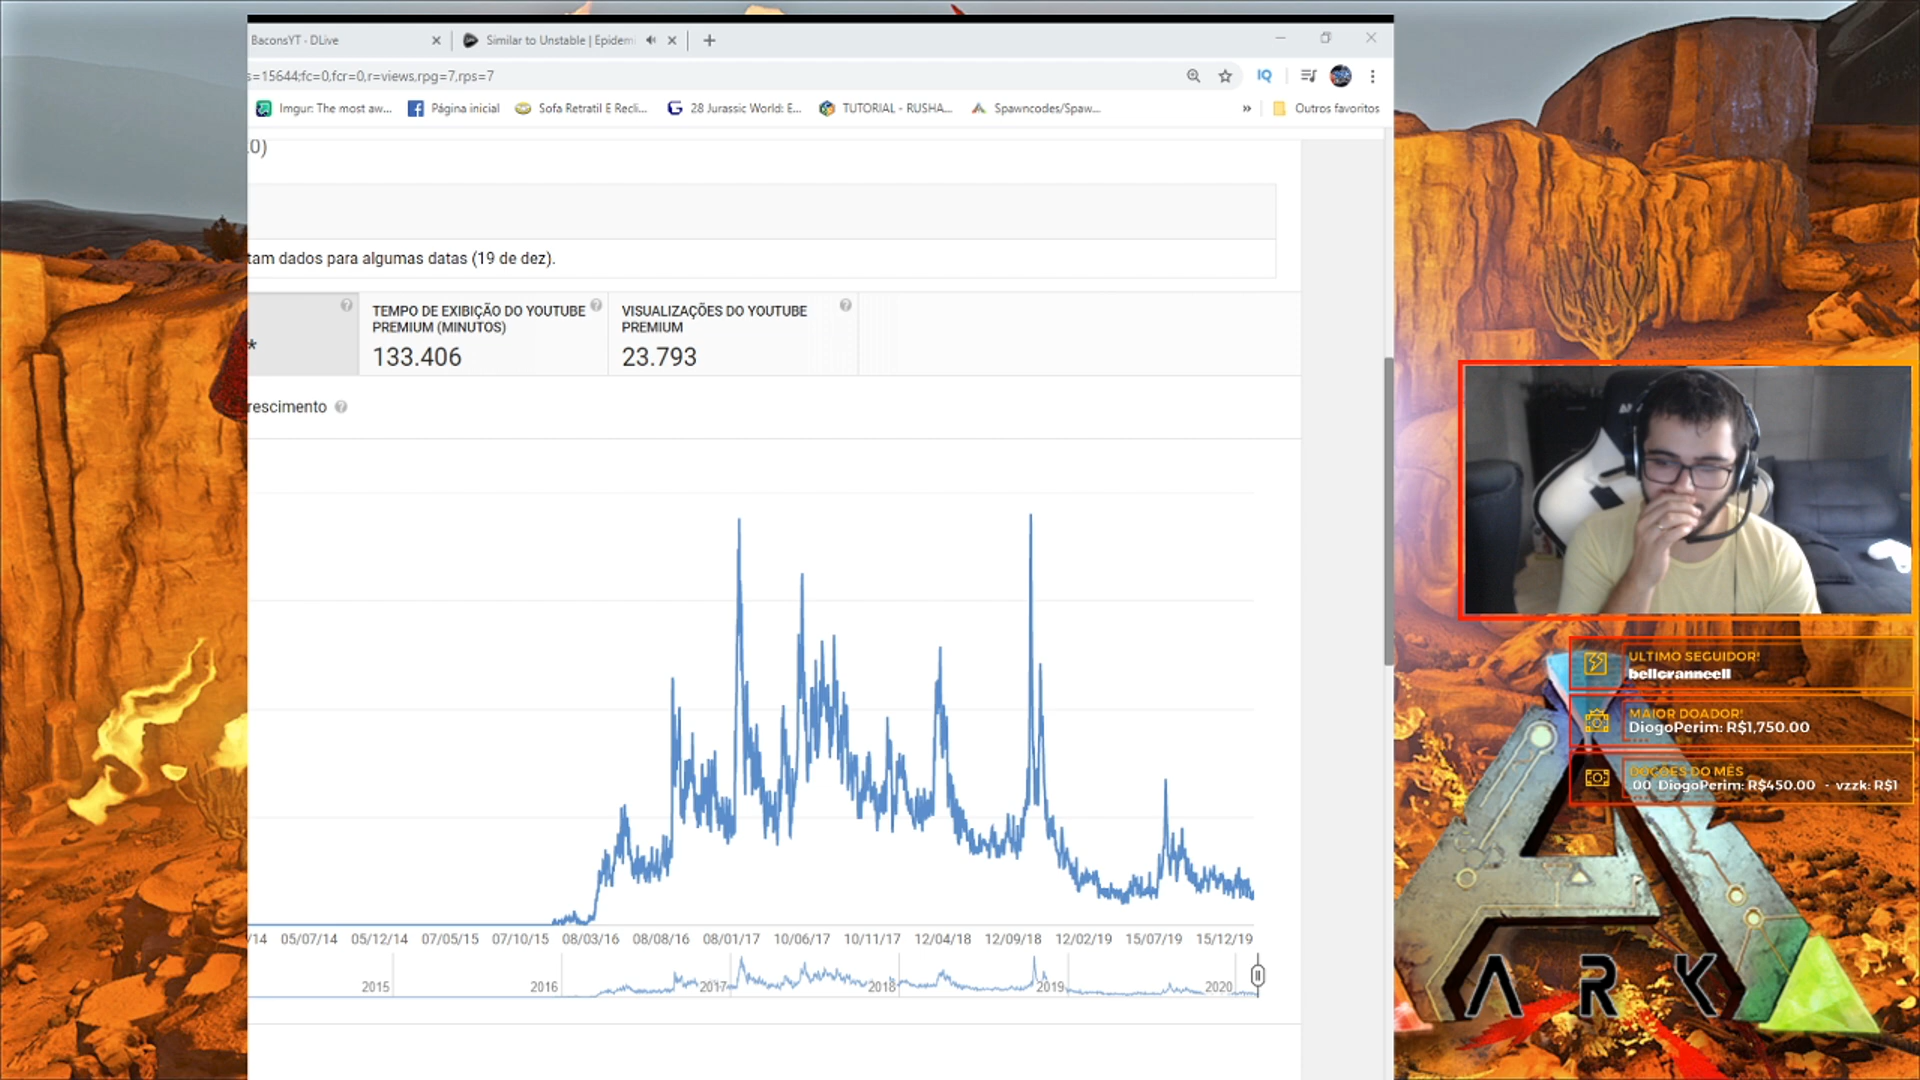 BaconsYT - DLive
Similar to Unstable | Epidemi
s=15644;fc=0,fcr=0,r=views,rpg=7,rps=7
IQ
Imgur: The most aw...
Página inicial
Sofa Retratil E Recli...
28 Jurassic World: E...
TUTORIAL - RUSHA...
Spawncodes/Spaw...
»
Outros favoritos
0)
tam dados para algumas datas (19 de dez).
*
TEMPO DE EXIBIÇÃO DO YOUTUBE
PREMIUM (MINUTOS)
133.406
VISUALIZAÇÕES DO YOUTUBE
PREMIUM
23.793
rescimento
/14 05/07/14 05/12/14 07/05/15 07/10/15 08/03/16 08/08/16 08/01/17 10/06/17 10/11/17 12/04/18 12/09/18 12/02/19 15/07/19 15/12/19
2015 2016 2017 2018 2019 2020
ULTIMO SEGUIDOR!
bellcranneell
MAIOR DOADOR!
DiogoPerim: R$1,750.00
DOÇÕES DO MÊS
00 DiogoPerim: R$450.00 - vzzk: R$1
ARK